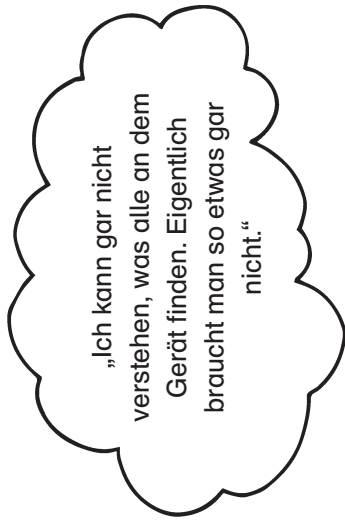 „Ich kann gar nicht
verstehen, was alle an dem
Gerät finden. Eigentlich
braucht man so etwas gar
nicht.“